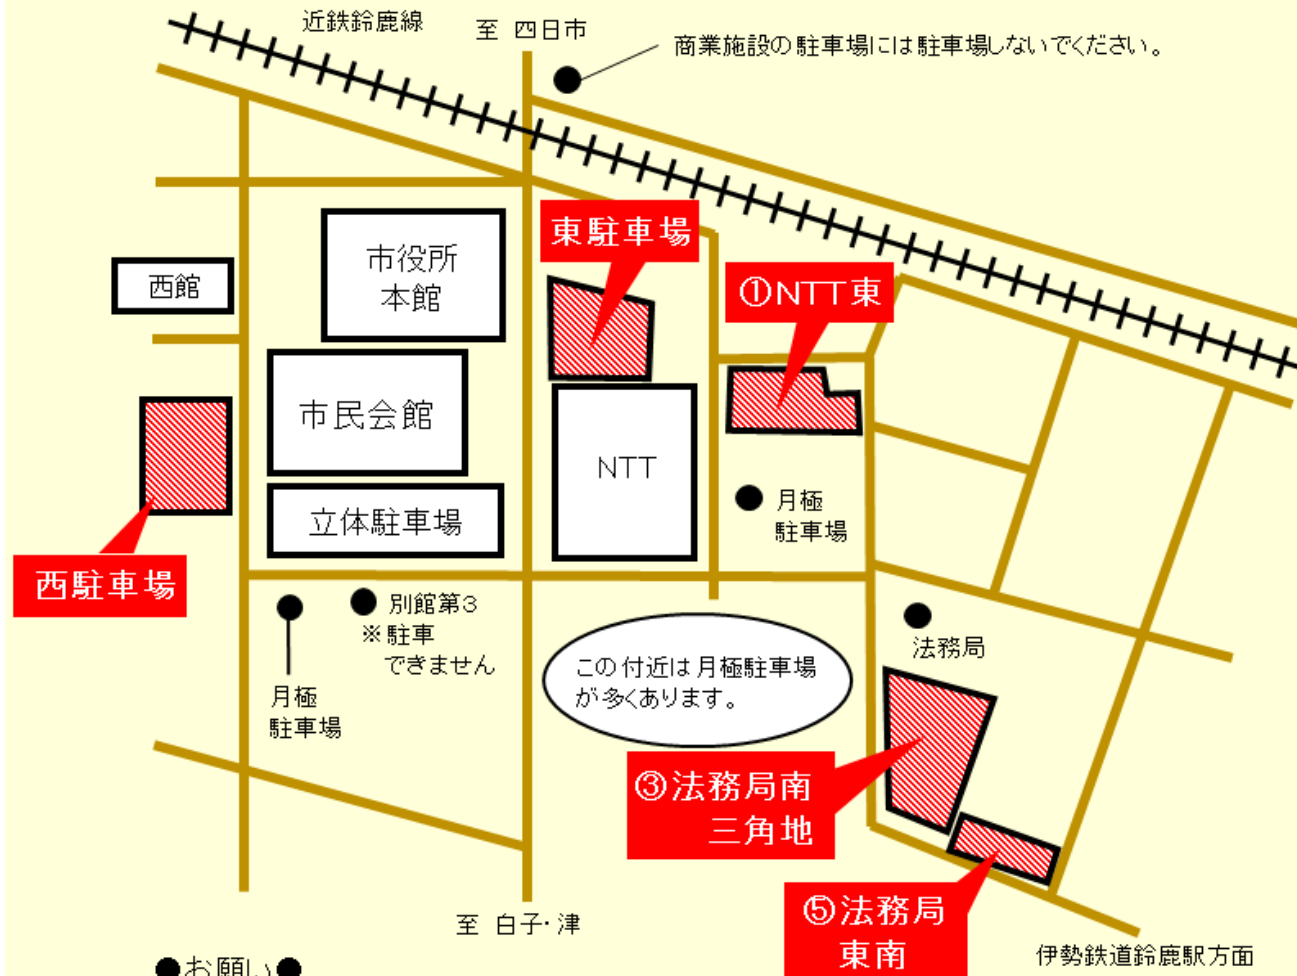 近鉄鈴鹿線
至 四日市
商業施設の駐車場には駐車場しないでください。
東駐車場
市役所
本館
西館
①NTT東
市民会館
NTT
月極
駐車場
立体駐車場
西駐車場
別館第3
※駐車
できません
月極
駐車場
法務局
この付近は月極駐車場
が多くあります。
③法務局南
三角地
⑤法務局
東南
至 白子・津
伊勢鉄道鈴鹿駅方面
●お願い●